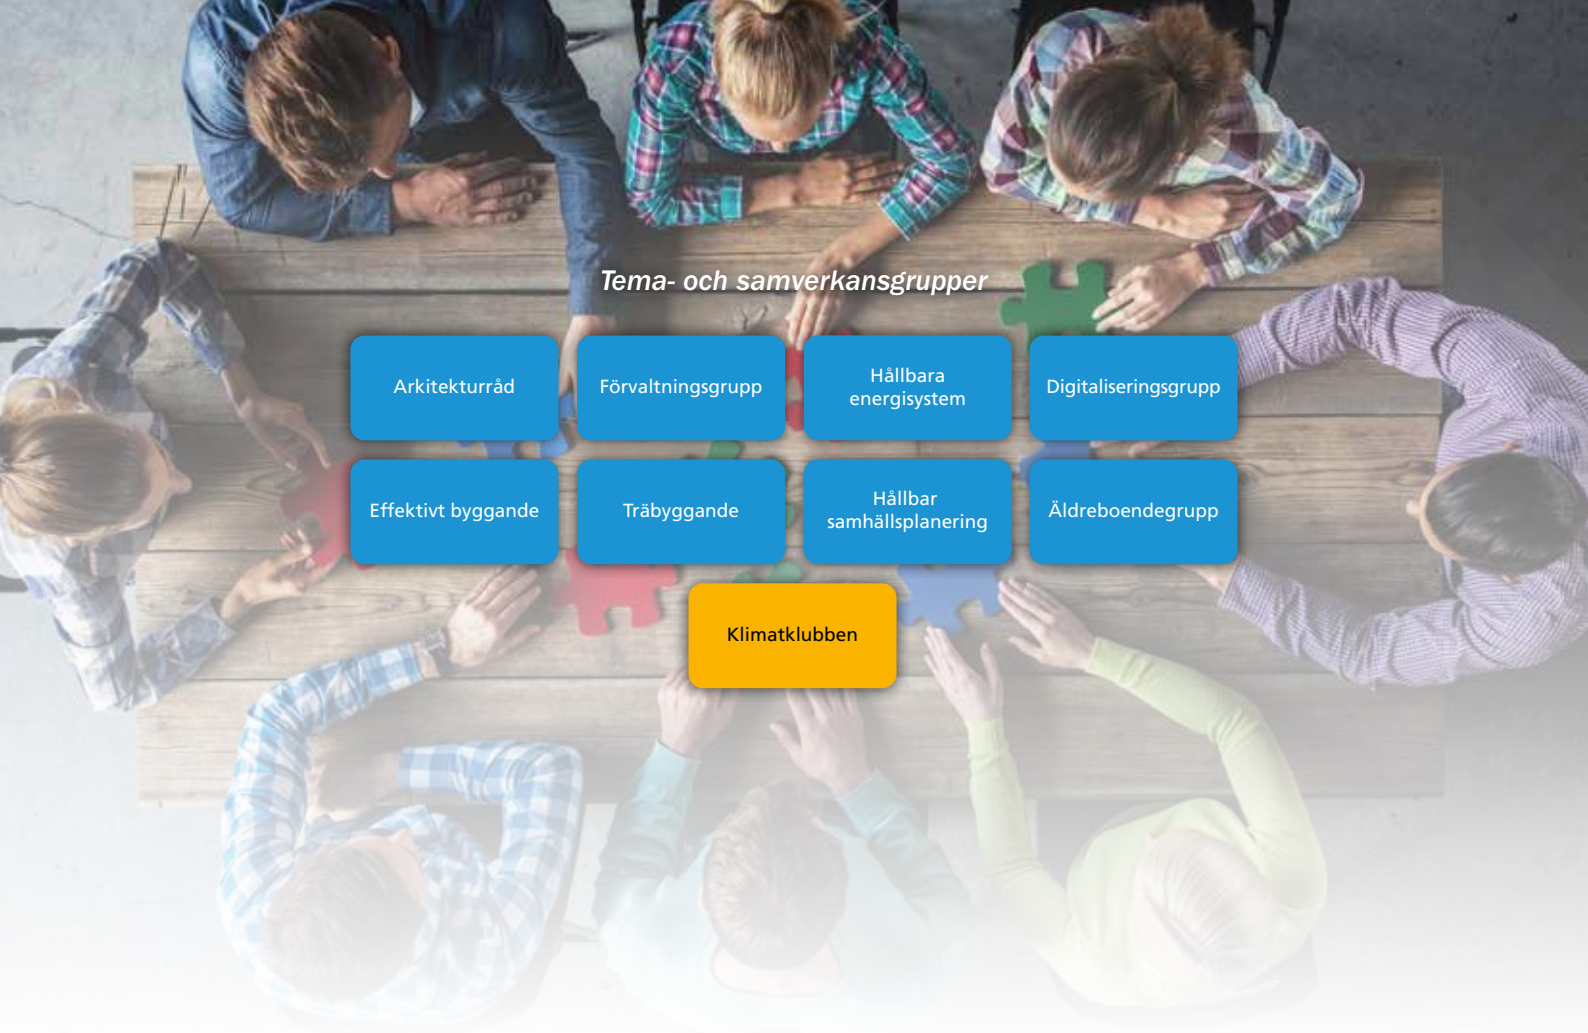 Tema- och samverkansgrupper
Arkitekturråd
Förvaltningsgrupp
Hållbara
energisystem
Digitaliseringsgrupp
Effektivt byggande
Träbyggande
Hållbar
samhällsplanering
Äldreboendegrupp
Klimatklubben